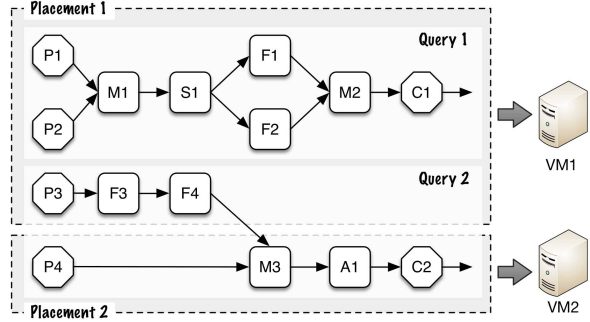 Placement 1
Query 1
P1
F1
M1
S1
M2
C1
P2
F2
VM1
Query 2
P3
F3
F4
P4
M3
A1
C2
VM2
Placement 2